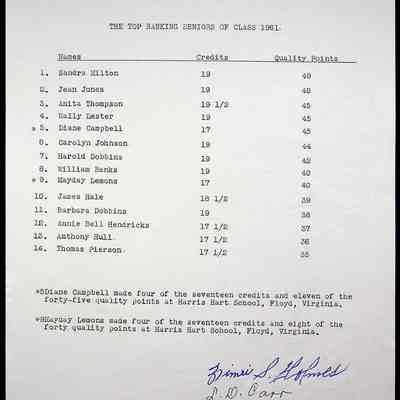 THE TOP RANKING SENIORS OF CLASS 1961.
Names Credits Quality Points
1. Sandra Milton 19 49
2. Jean Jones 19 48
3. Anita Thompson 19 1/2 45
4. Nally Lester 19 45
*5. Diane Campbell 17 45
6. Carolyn Johnson 19 44
7. Harold Dobbins 19 42
8. William Banks 19 40
*9. Mayday Lemons 17 40
10. James Hale 18 1/2 39
11. Barbara Dobbins 19 38
12. Annie Bell Hendricks 17 1/2 37
13. Anthony Hull 17 1/2 36
14. Thomas Pierson 17 1/2 35
*5Diane Campbell made four of the seventeen credits and eleven of the
forty-five quality points at Harris Hart School, Floyd, Virginia.
*9Mayday Lemons made four of the seventeen credits and eight of the
forty quality points at Harris Hart School, Floyd, Virginia.
S. Holmes
L. D. Carr